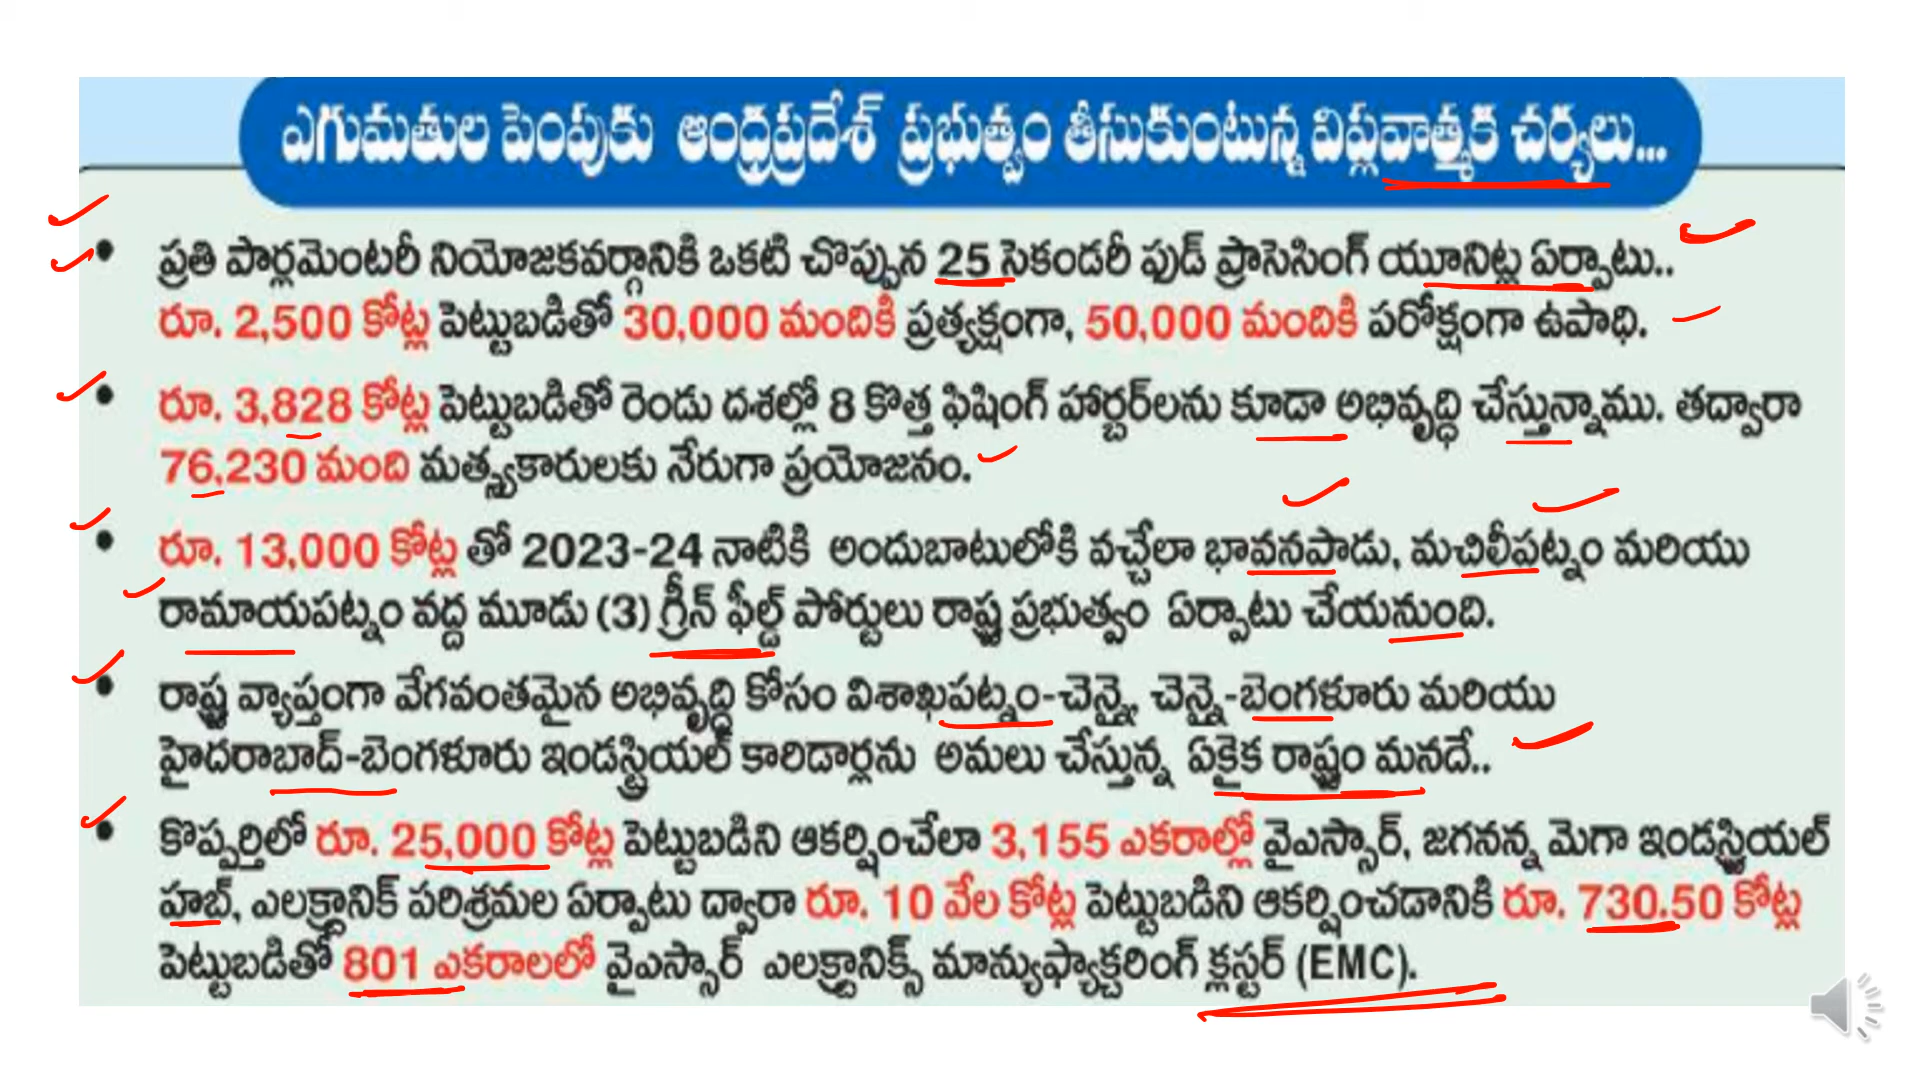 ఎగుమతుల పెంపుకు ఆంధ్రప్రదేశ్ ప్రభుత్వం తీసుకుంటున్న విప్లవాత్మక చర్యలు...
• ప్రతి పార్లమెంటరీ నియోజకవర్గానికి ఒకటి చొప్పున 25 సెకండరీ ఫుడ్ ప్రాసెసింగ్ యూనిట్ల ఏర్పాటు..
రూ. 2,500 కోట్ల పెట్టుబడితో 30,000 మందికి ప్రత్యక్షంగా, 50,000 మందికి పరోక్షంగా ఉపాధి.
• రూ. 3,828 కోట్ల పెట్టుబడితో రెండు దశల్లో 8 కొత్త ఫిషింగ్ హార్బర్‌లను కూడా అభివృద్ధి చేస్తున్నాము. తద్వారా
76,230 మంది మత్స్యకారులకు నేరుగా ప్రయోజనం.
• రూ. 13,000 కోట్ల తో 2023-24 నాటికి అందుబాటులోకి వచ్చేలా భావనపాడు, మచిలీపట్నం మరియు
రామాయపట్నం వద్ద మూడు (3) గ్రీన్ ఫీల్డ్ పోర్టులు రాష్ట్ర ప్రభుత్వం ఏర్పాటు చేయనుంది.
• రాష్ట్ర వ్యాప్తంగా వేగవంతమైన అభివృద్ధి కోసం విశాఖపట్నం-చెన్నై, చెన్నై-బెంగళూరు మరియు
హైదరాబాద్-బెంగళూరు ఇండస్ట్రియల్ కారిడార్లను అమలు చేస్తున్న ఏకైక రాష్ట్రం మనదే..
• కొప్పర్తిలో రూ. 25,000 కోట్ల పెట్టుబడిని ఆకర్షించేలా 3,155 ఎకరాల్లో వైఎస్సార్, జగనన్న మెగా ఇండస్ట్రియల్
హబ్, ఎలక్ట్రానిక్ పరిశ్రమల ఏర్పాటు ద్వారా రూ. 10 వేల కోట్ల పెట్టుబడిని ఆకర్షించడానికి రూ. 730.50 కోట్ల
పెట్టుబడితో 801 ఎకరాలలో వైఎస్సార్ ఎలక్ట్రానిక్స్ మాన్యుఫ్యాక్చరింగ్ క్లస్టర్ (EMC).